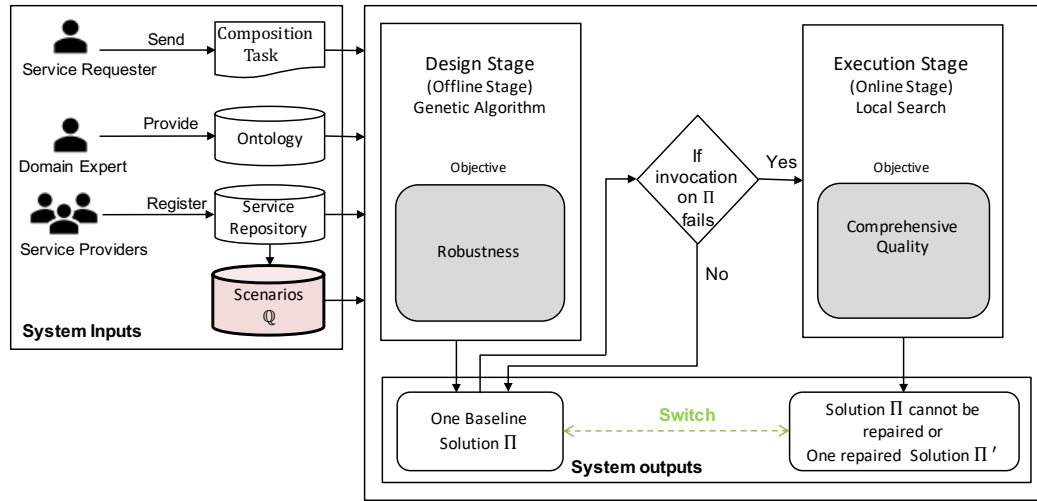 Send
Composition
Task
Service Requester
Provide
Ontology
Domain Expert
Register
Service
Repository
Service Providers
Scenarios
ℚ
System Inputs
Design Stage
(Offline Stage)
Genetic Algorithm
Objective
Robustness
If
invocation
on Π
fails
Yes
No
Execution Stage
(Online Stage)
Local Search
Objective
Comprehensive
Quality
One Baseline
Solution Π
Switch
Solution Π cannot be
repaired or
One repaired Solution Π ′
System outputs